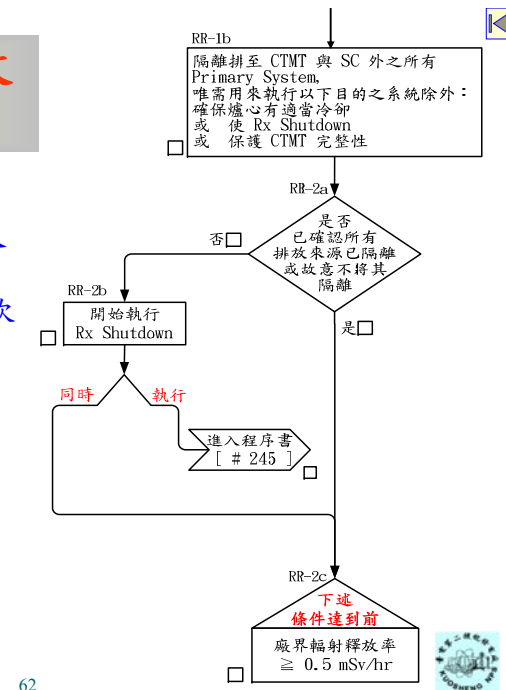 RR-1b
隔離排至 CTMT 與 SC 外之所有
Primary System,
唯需用來執行以下目的之系統除外：
確保爐心有適當冷卻
或 使 Rx Shutdown
或 保護 CTMT 完整性
RR-2a
是否
已確認所有
排放來源已隔離
或故意不將其
隔離
否
是
RR-2b
開始執行
Rx Shutdown
同時 執行
進入程序書
[ # 245 ]
RR-2c
下述
條件達到前
廠界輻射釋放率
≧ 0.5 mSv/hr
62
KUOSHENG NPS